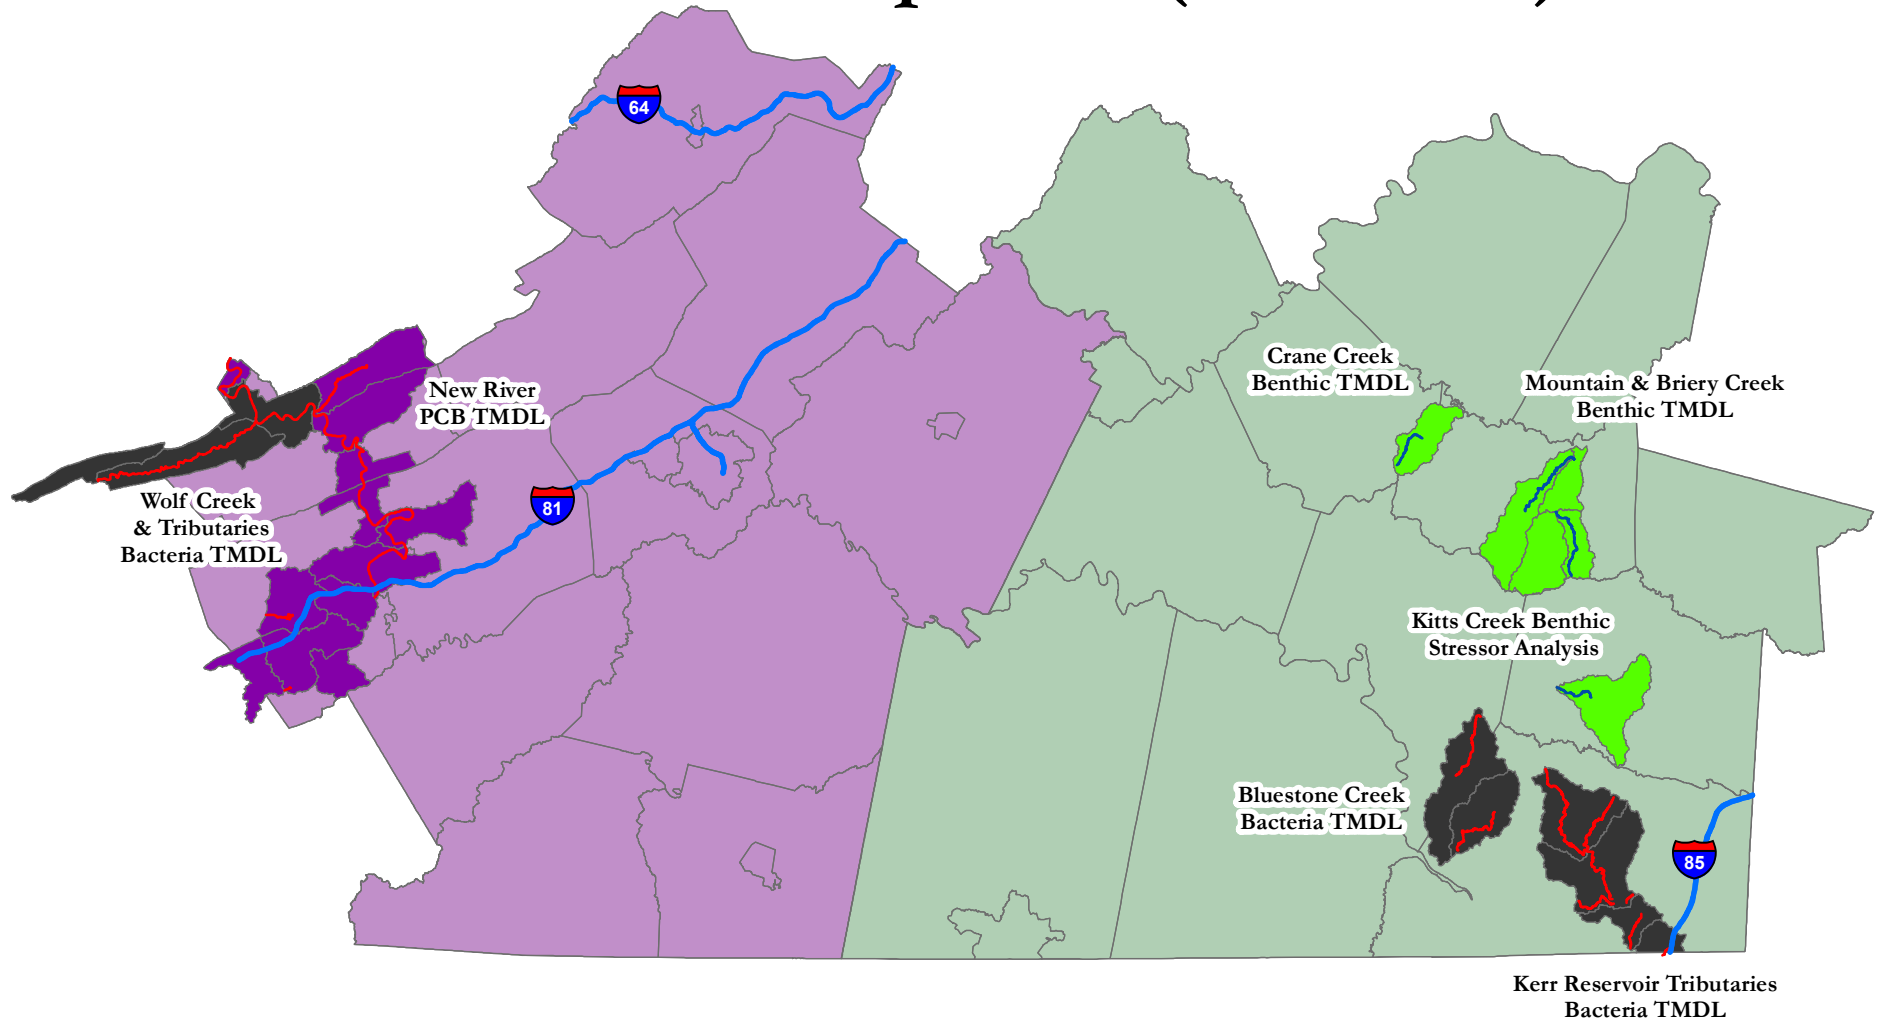 64
New River
PCB TMDL
Crane Creek
Benthic TMDL
Mountain & Briery Creek
Benthic TMDL
Wolf Creek
& Tributaries
Bacteria TMDL
81
Kitts Creek Benthic
Stressor Analysis
Bluestone Creek
Bacteria TMDL
85
Kerr Reservoir Tributaries
Bacteria TMDL